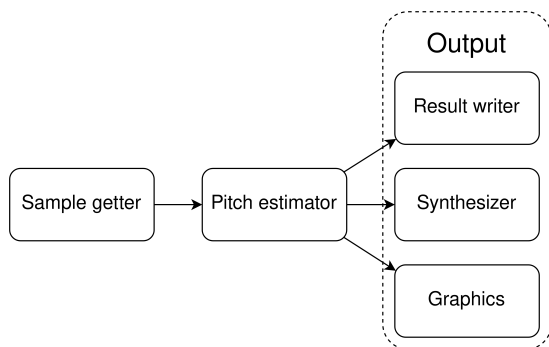 Output
Result writer
Sample getter
Pitch estimator
Synthesizer
Graphics